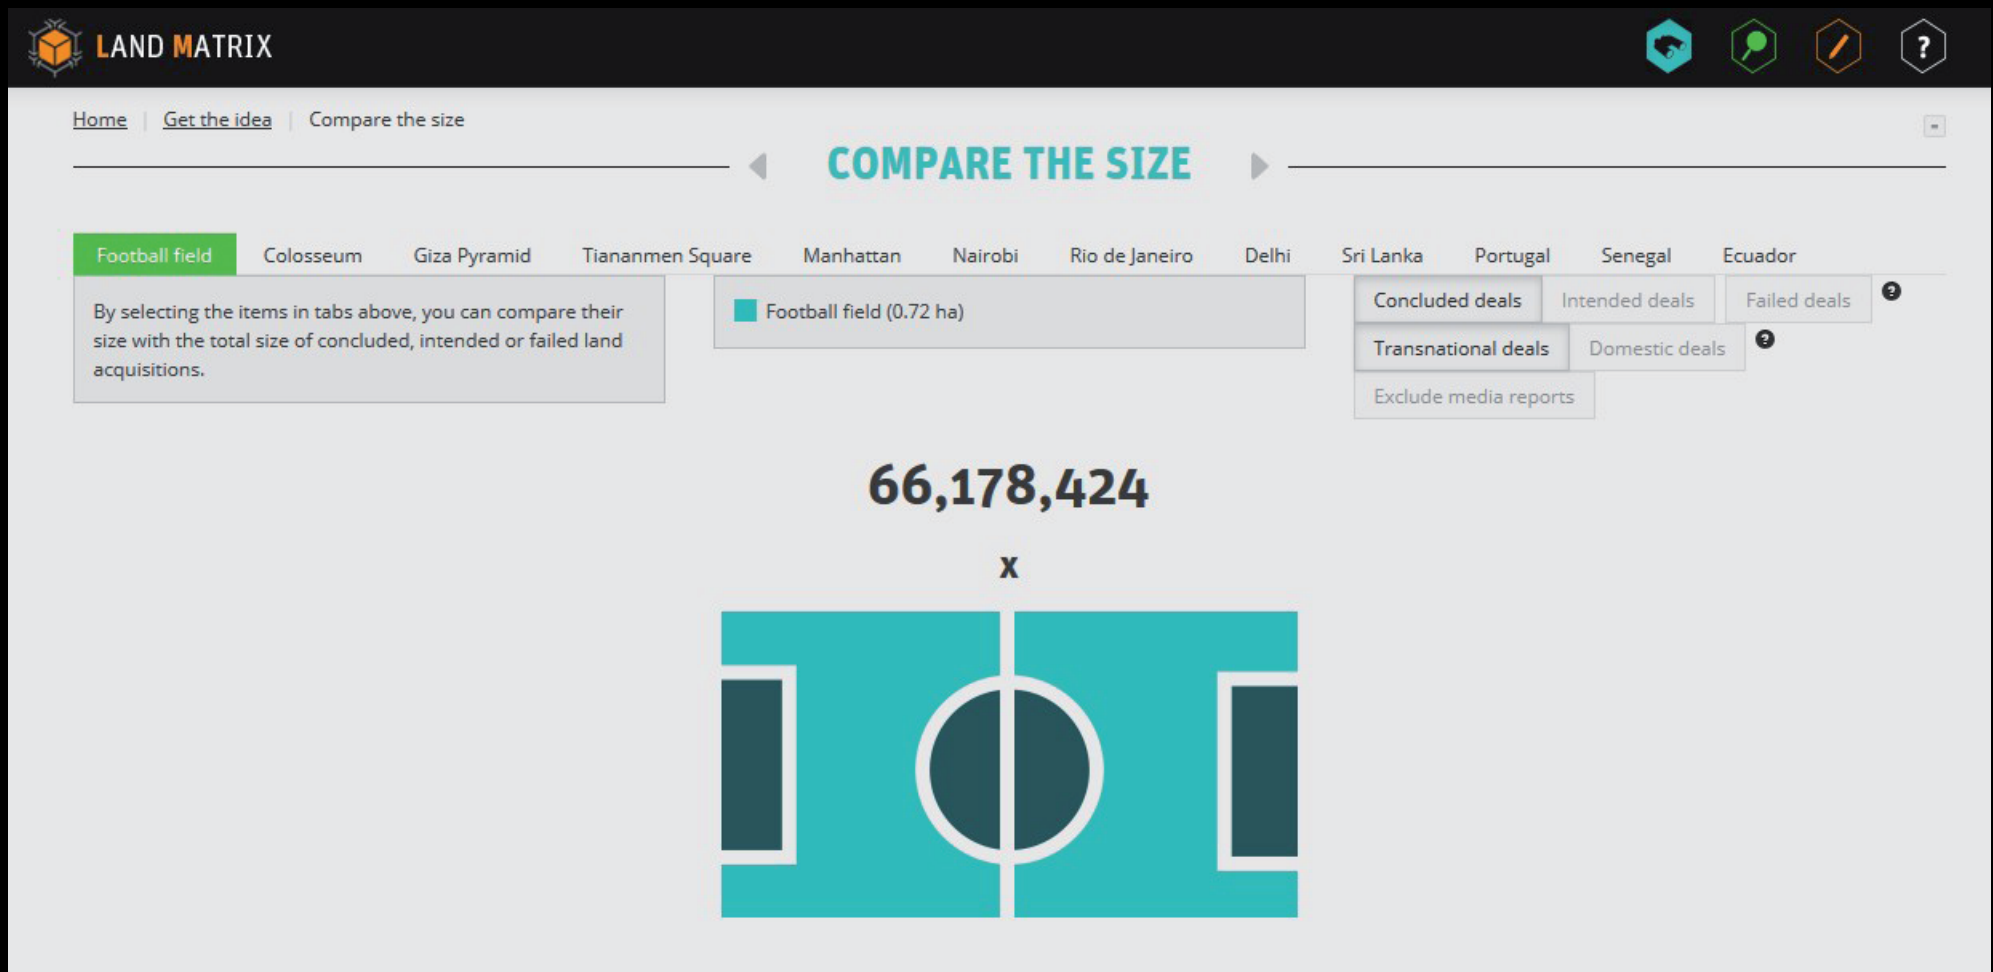 LAND MATRIX
?
Home Get the idea Compare the size
-
COMPARE THE SIZE
Football field Colosseum Giza Pyramid Tiananmen Square Manhattan Nairobi Rio de Janeiro Delhi Sri Lanka Portugal Senegal Ecuador
By selecting the items in tabs above, you can compare their
size with the total size of concluded, intended or failed land
acquisitions.
Football field (0.72 ha)
Concluded deals Intended deals Failed deals ?
Transnational deals Domestic deals ?
Exclude media reports
66,178,424
x